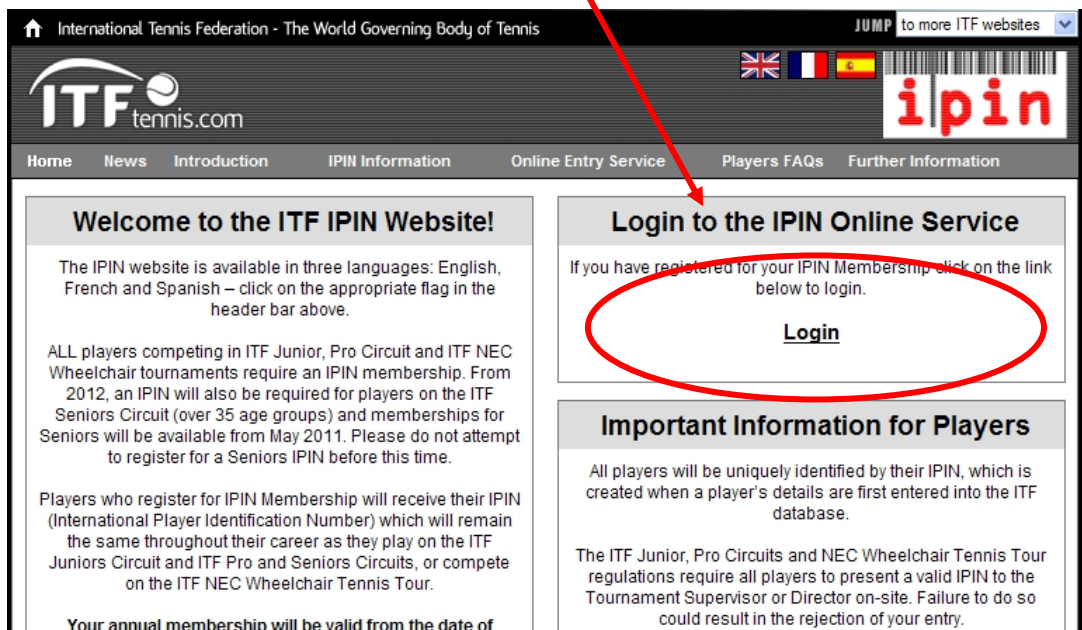 International Tennis Federation - The World Governing Body of Tennis
JUMP to more ITF websites
ITF tennis.com
ipin
Home News Introduction IPIN Information Online Entry Service Players FAQs Further Information
Welcome to the ITF IPIN Website!
The IPIN website is available in three languages: English,
French and Spanish – click on the appropriate flag in the
header bar above.
ALL players competing in ITF Junior, Pro Circuit and ITF NEC
Wheelchair tournaments require an IPIN membership. From
2012, an IPIN will also be required for players on the ITF
Seniors Circuit (over 35 age groups) and memberships for
Seniors will be available from May 2011. Please do not attempt
to register for a Seniors IPIN before this time.
Players who register for IPIN Membership will receive their IPIN
(International Player Identification Number) which will remain
the same throughout their career as they play on the ITF
Juniors Circuit and ITF Pro and Seniors Circuits, or compete
on the ITF NEC Wheelchair Tennis Tour.
Your annual membership will be valid from the date of
Login to the IPIN Online Service
If you have registered for your IPIN Membership click on the link
below to login.
Login
Important Information for Players
All players will be uniquely identified by their IPIN, which is
created when a player's details are first entered into the ITF
database.
The ITF Junior, Pro Circuits and NEC Wheelchair Tennis Tour
regulations require all players to present a valid IPIN to the
Tournament Supervisor or Director on-site. Failure to do so
could result in the rejection of your entry.